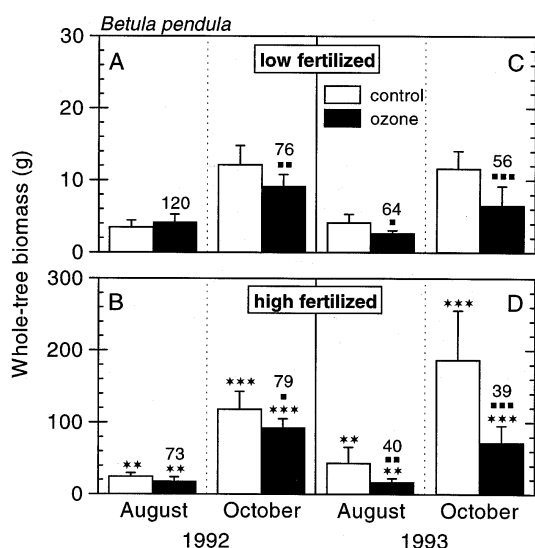 Betula pendula
Whole-tree biomass (g)
30
20
10
0
A
low fertilized
C
control
ozone
120
76
64
56
300
200
100
0
B
high fertilized
D
***
**
73
**
***
79
***
**
40
**
39
***
August October August October
1992 1993